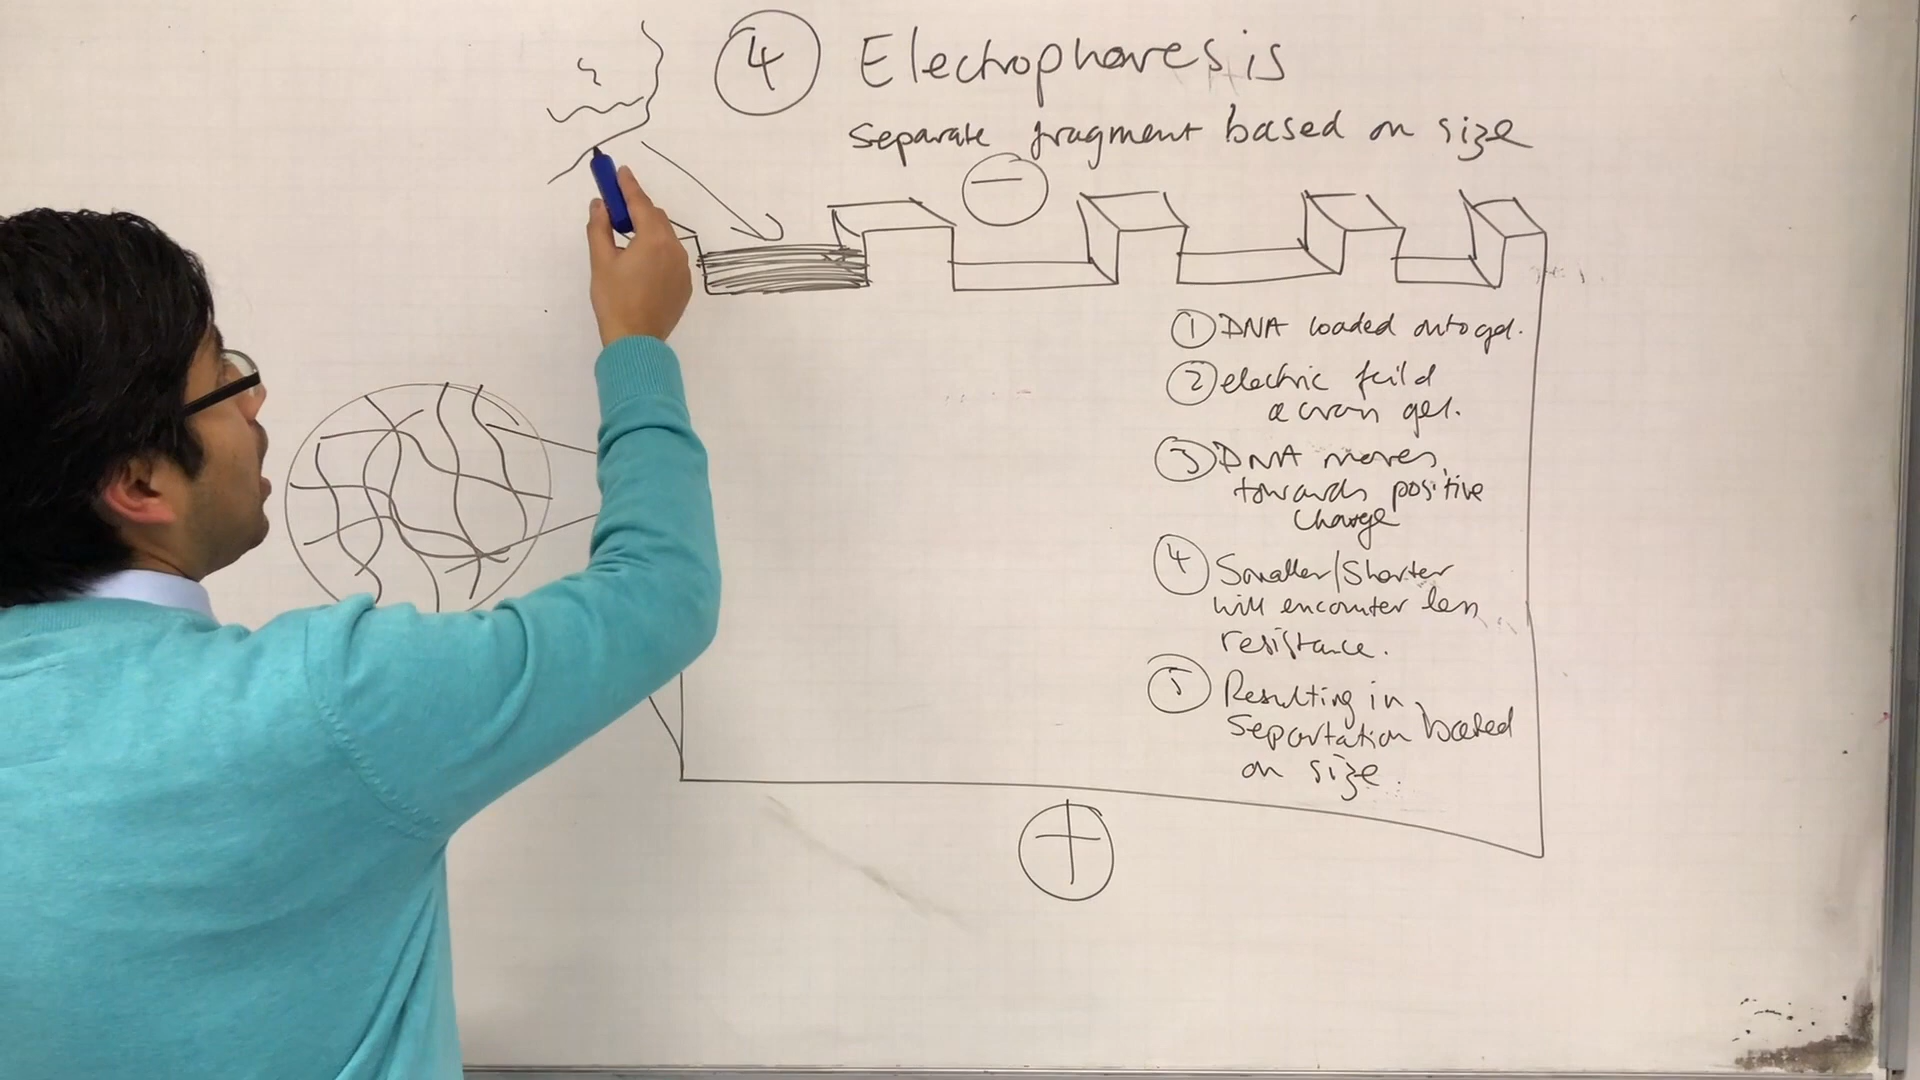 ④ Electrophoresis
separate fragment based on size
−
① DNA loaded onto gel.
② electric feild
across gel.
③ DNA moves
towards positive
charge
④ Smaller/Shorter
will encounter less
resistance.
⑤ Resulting in
separtation based
on size.
+